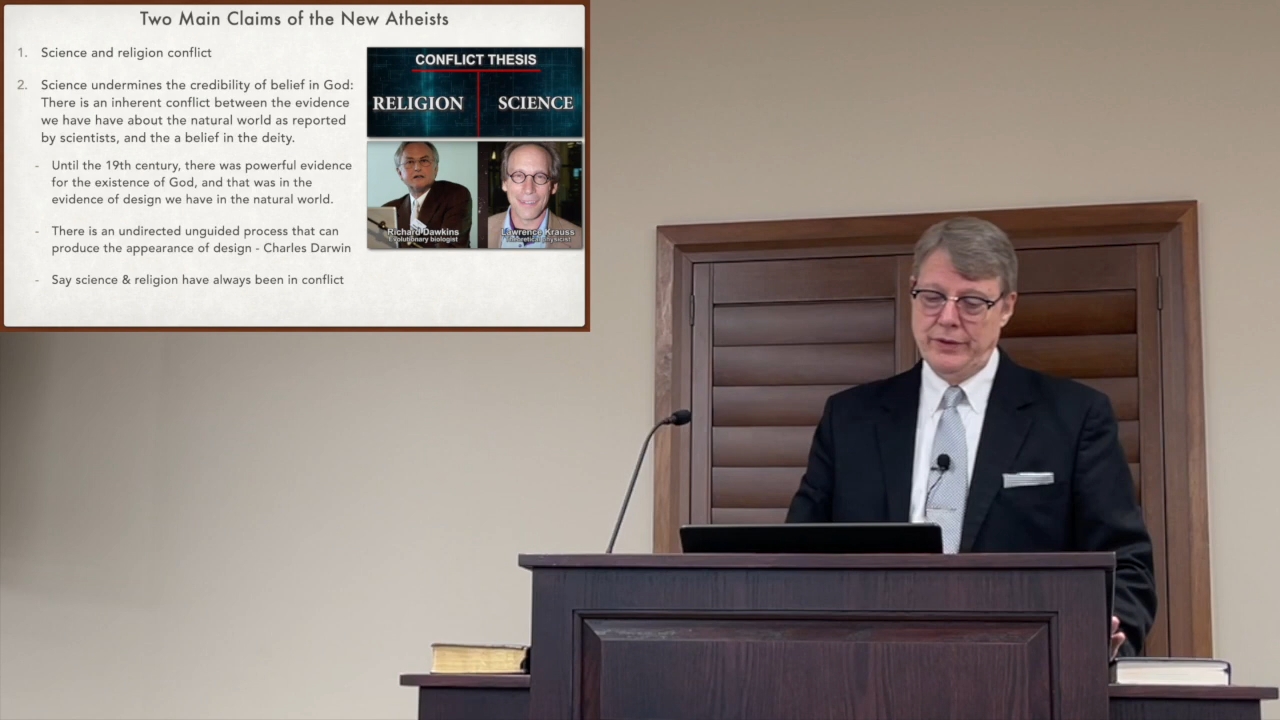 Two Main Claims of the New Atheists
1. Science and religion conflict
2. Science undermines the credibility of belief in God:
There is an inherent conflict between the evidence
we have have about the natural world as reported
by scientists, and the a belief in the deity.
- Until the 19th century, there was powerful evidence
for the existence of God, and that was in the
evidence of design we have in the natural world.
- There is an undirected unguided process that can
produce the appearance of design - Charles Darwin
- Say science & religion have always been in conflict
CONFLICT THESIS
RELIGION
SCIENCE
Richard Dawkins
Evolutionary biologist
Lawrence Krauss
Theoretical physicist